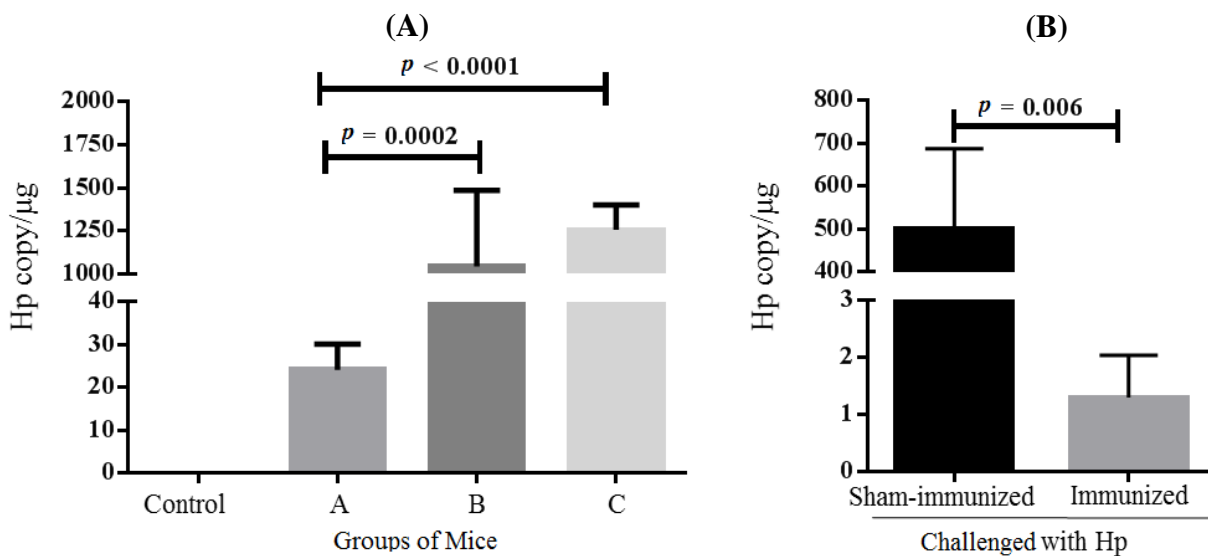 (A)
p < 0.0001
p = 0.0002
Hp copy/µg
2000
1750
1500
1250
1000
40
30
20
10
0
Control A B C
Groups of Mice
(B)
p = 0.006
Hp copy/µg
800
700
600
500
400
3
2
1
0
Sham-immunized Immunized
Challenged with Hp